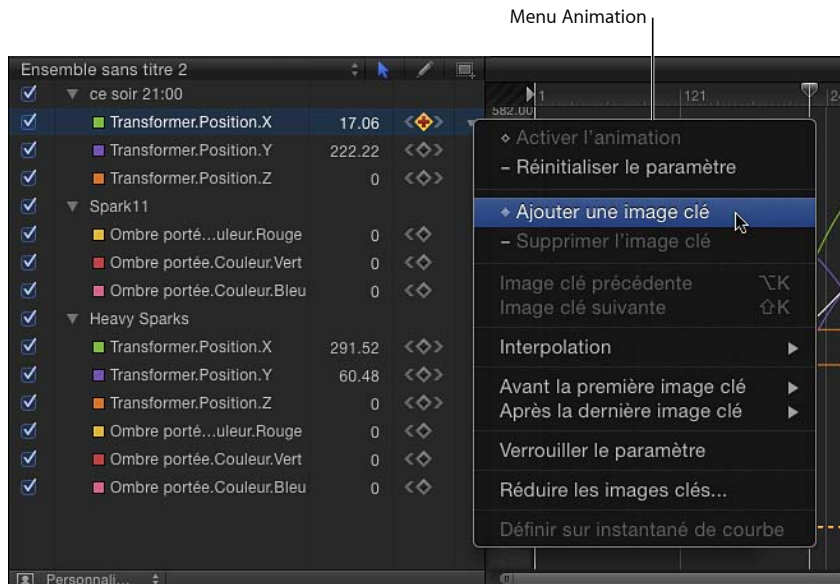 Menu Animation
Ensemble sans titre 2
ce soir 21:00
1
121
2
582.00
Transformer.Position.X 17.06
Transformer.Position.Y 222.22
Transformer.Position.Z 0
Spark11
Ombre porté...uleur.Rouge 0
Ombre portée.Couleur.Vert 0
Ombre portée.Couleur.Bleu 0
Heavy Sparks
Transformer.Position.X 291.52
Transformer.Position.Y 60.48
Transformer.Position.Z 0
Ombre porté...uleur.Rouge 0
Ombre portée.Couleur.Vert 0
Ombre portée.Couleur.Bleu 0
Personnali...
Activer l'animation
– Réinitialiser le paramètre
Ajouter une image clé
– Supprimer l'image clé
Image clé précédente ⌥K
Image clé suivante ⇧K
Interpolation
Avant la première image clé
Après la dernière image clé
Verrouiller le paramètre
Réduire les images clés...
Définir sur instantané de courbe